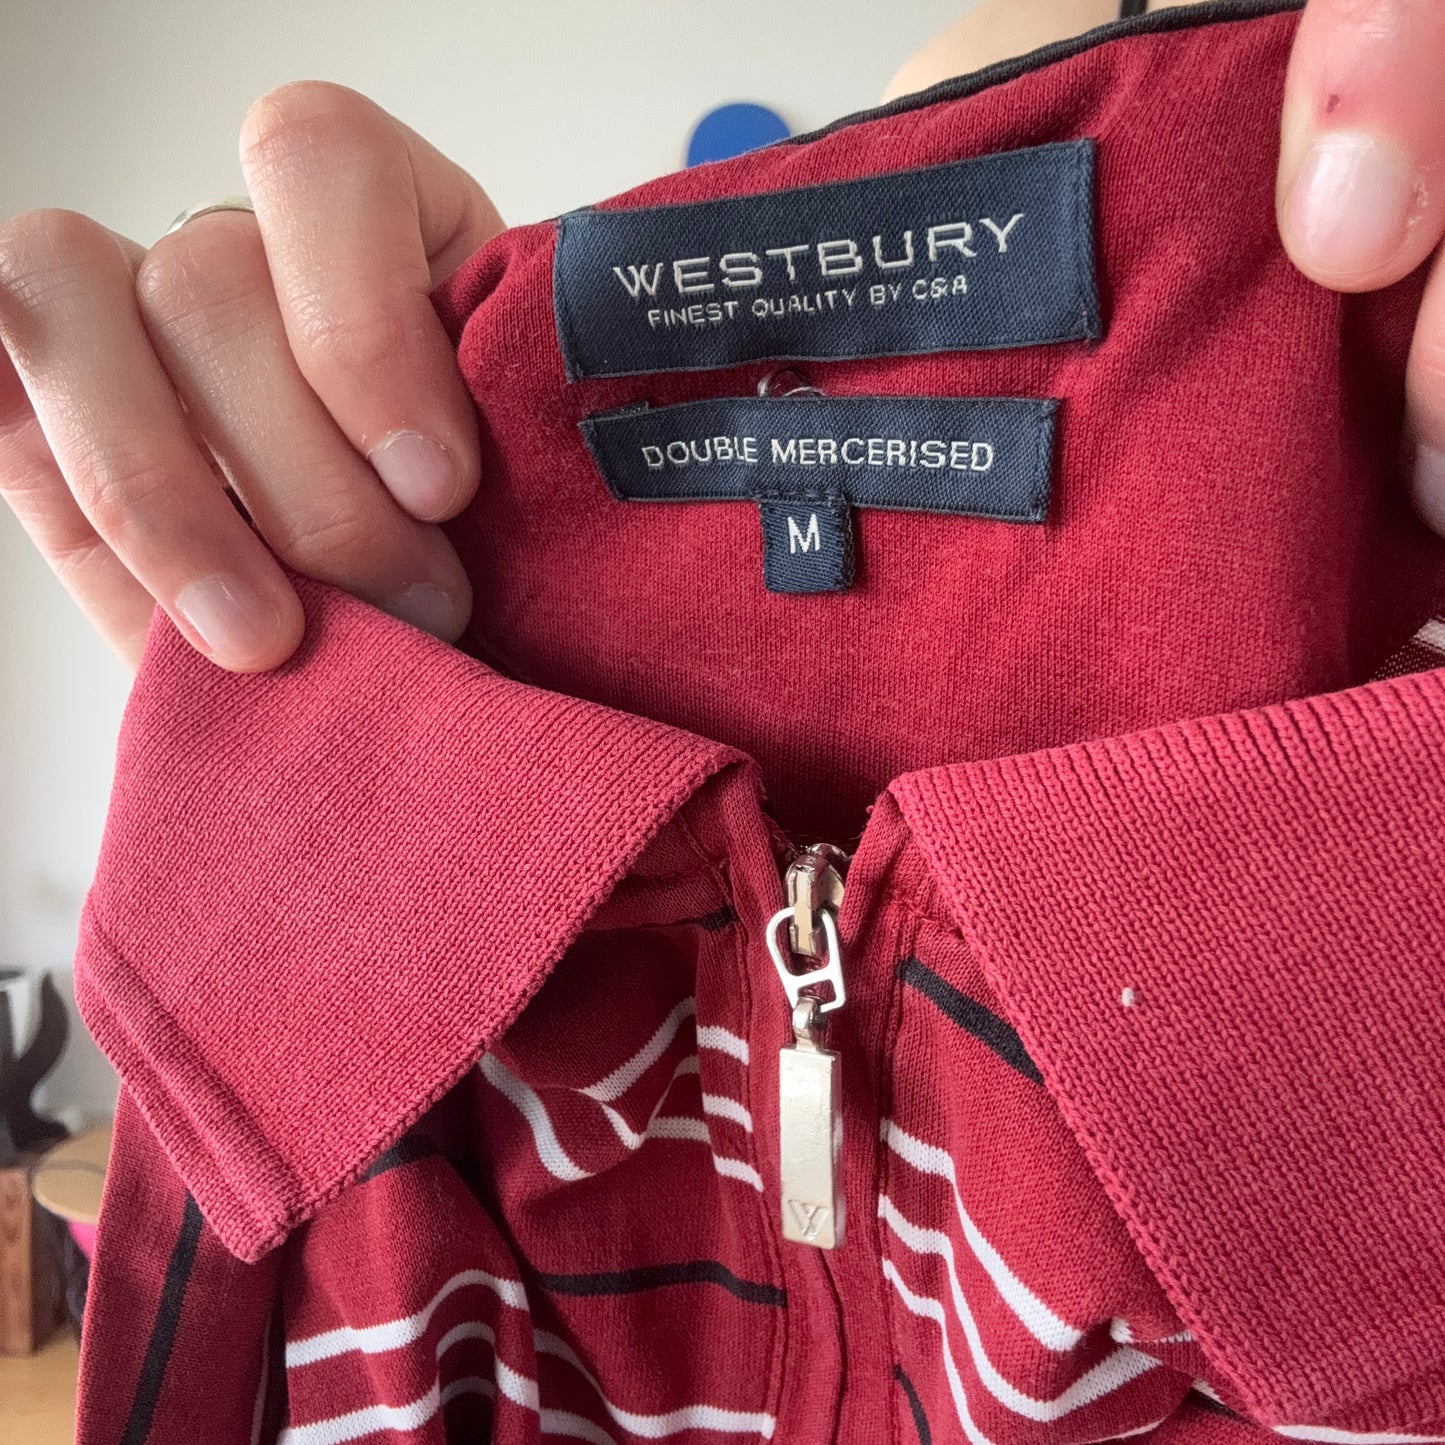 WESTBURY
FINEST QUALITY BY C&A
DOUBLE MERCERISED
M
W